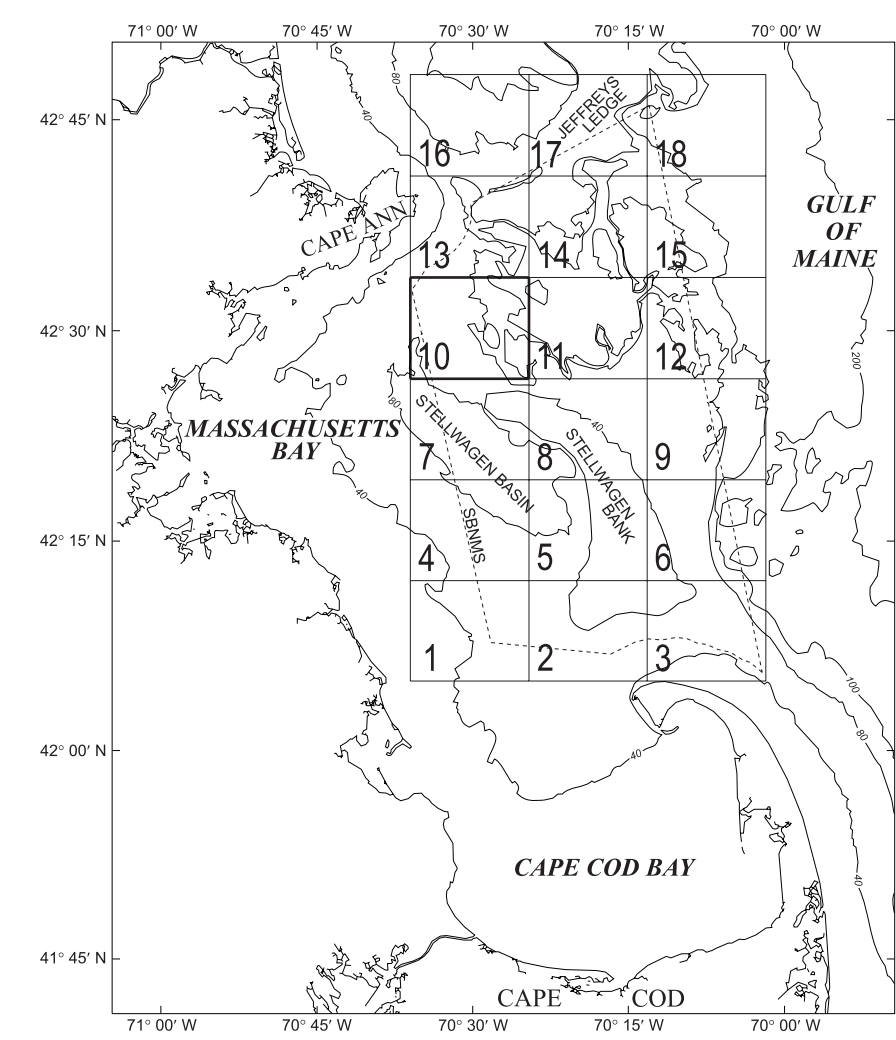 71° 00' W 70° 45' W 70° 30' W 70° 15' W 70° 00' W
80
40
42° 45' N
JEFFREYS
LEDGE
16 17 18
CAPE ANN
GULF
OF
MAINE
13 14 15
42° 30' N
10 11 12
200
80
MASSACHUSETTS
BAY
STELLWAGEN BASIN
40
STELLWAGEN
BANK
7 8 9
40
42° 15' N
SBNMS
4 5 6
1 2 3
100
80
42° 00' N
40
CAPE COD BAY
40
41° 45' N
CAPE COD
71° 00' W 70° 45' W 70° 30' W 70° 15' W 70° 00' W